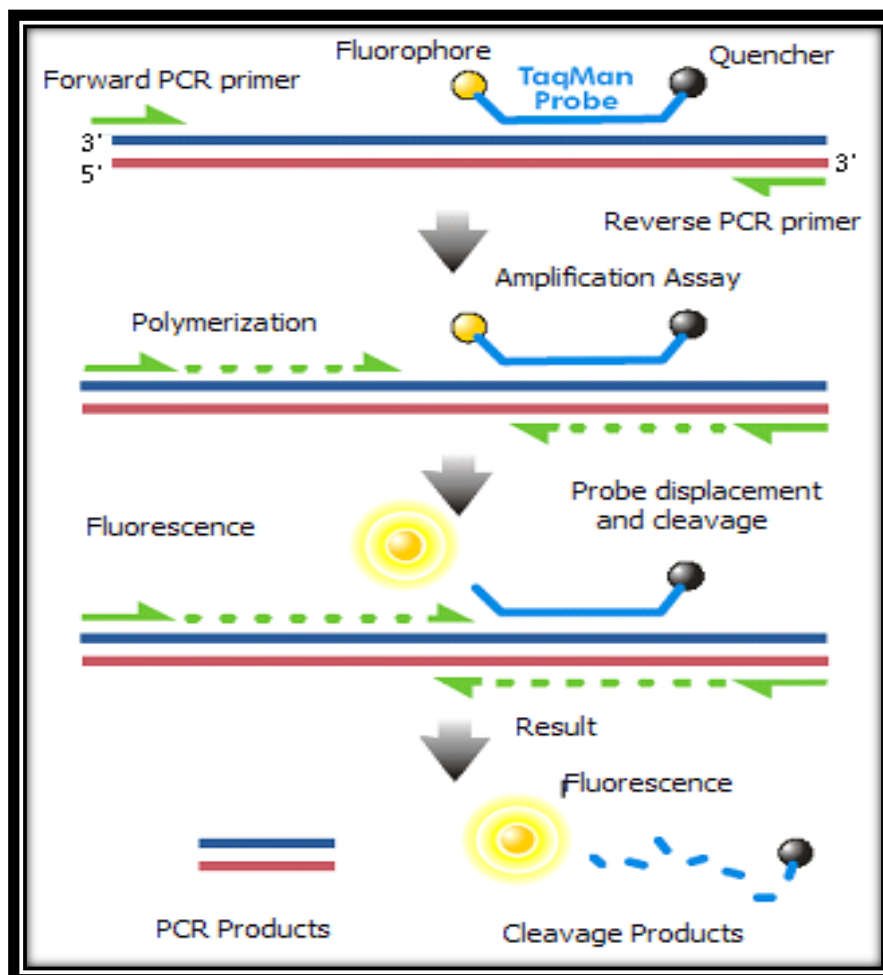 Fluorophore
Quencher
TaqMan
Probe
Forward PCR primer
3'
5'
3'
Reverse PCR primer
Amplification Assay
Polymerization
Probe displacement
and cleavage
Fluorescence
Result
Fluorescence
PCR Products
Cleavage Products